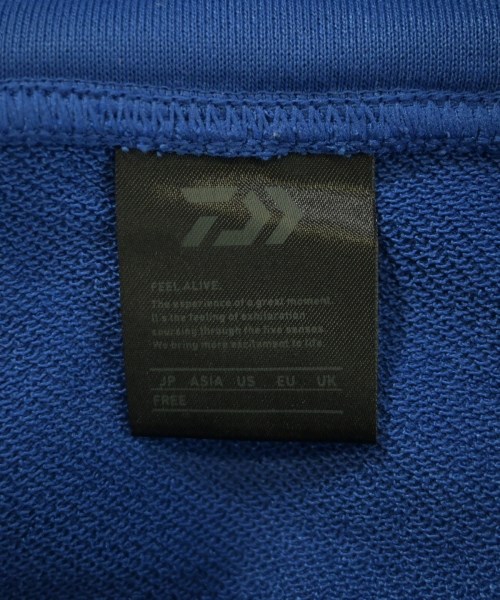 FEEL ALIVE.
The experience of a great moment.
It's the feeling of exhilaration
coursing through the five senses.
We bring more excitement to life.
JP ASIA US EU UK
FREE